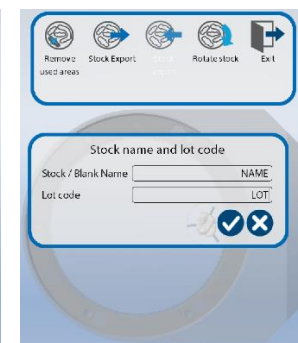 Remove used areas
Stock Export
Stock
Rotate stock
Exit
Stock name and lot code
Stock / Blank Name NAME
Lot code LOT